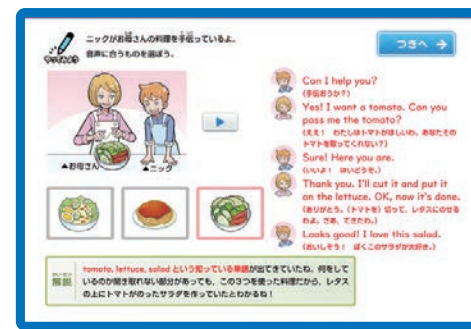 やってみよう
ニックがお母さんの料理を手伝っているよ。
音声に合うものを選ぼう。
つぎへ →
▲お母さん
▲ニック
Can I help you?
(手伝おうか?)
Yes! I want a tomato. Can you
pass me the tomato?
(ええ! わたしはトマトがほしいわ。あなたその
トマトを取ってくれない?)
Sure! Here you are.
(いいよ! はいどうぞ。)
Thank you. I'll cut it and put it
on the lettuce. OK, now it's done.
(ありがとう。(トマトを)切って、レタスにのせる
わよ。さあ、できたわ。)
Looks good! I love this salad.
(おいしそう! ぼくこのサラダが大好き。)
解説
tomato, lettuce, salad という知っている単語が出てきていたね。何をして
いるのか聞き取れない部分があっても、この3つを使った料理だから、レタス
の上にトマトがのったサラダを作っていたとわかるね!